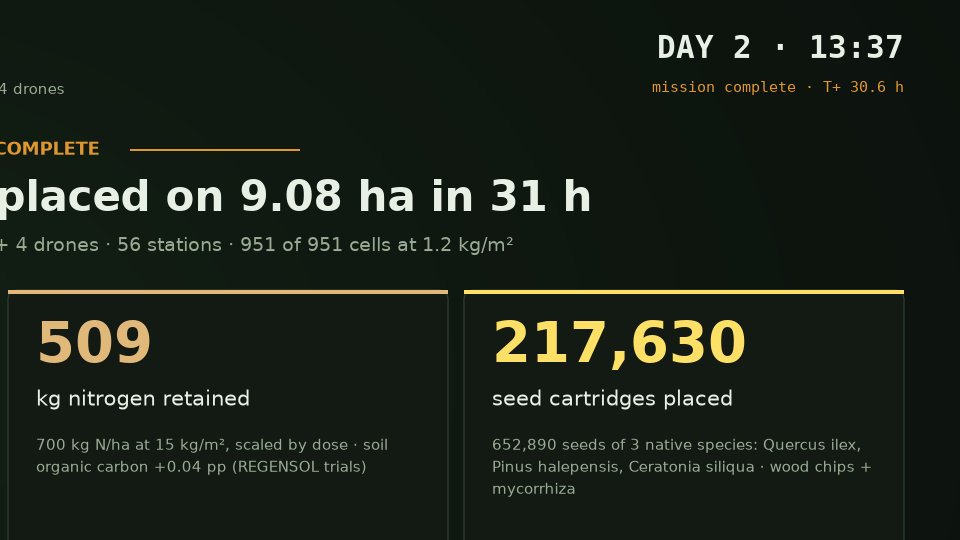 DAY 2 · 13:37
4 drones
mission complete · T+ 30.6 h
COMPLETE
placed on 9.08 ha in 31 h
+ 4 drones · 56 stations · 951 of 951 cells at 1.2 kg/m²
509
kg nitrogen retained
700 kg N/ha at 15 kg/m², scaled by dose · soil
organic carbon +0.04 pp (REGENSOL trials)
217,630
seed cartridges placed
652,890 seeds of 3 native species: Quercus ilex,
Pinus halepensis, Ceratonia siliqua · wood chips +
mycorrhiza